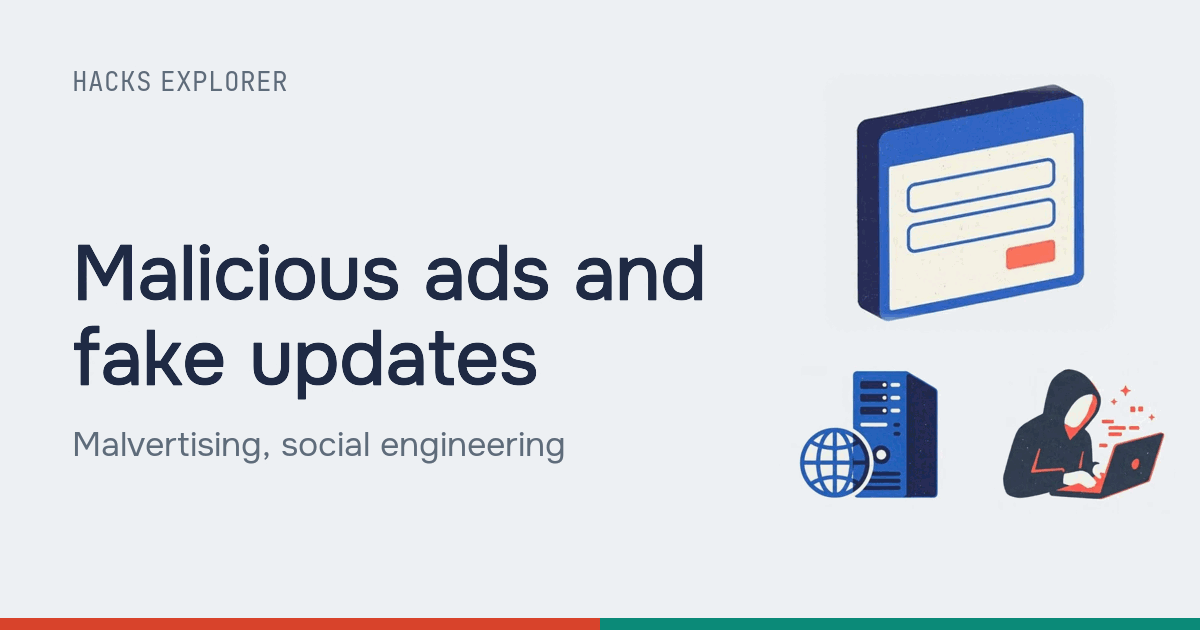 HACKS EXPLORER
Malicious ads and
fake updates
Malvertising, social engineering